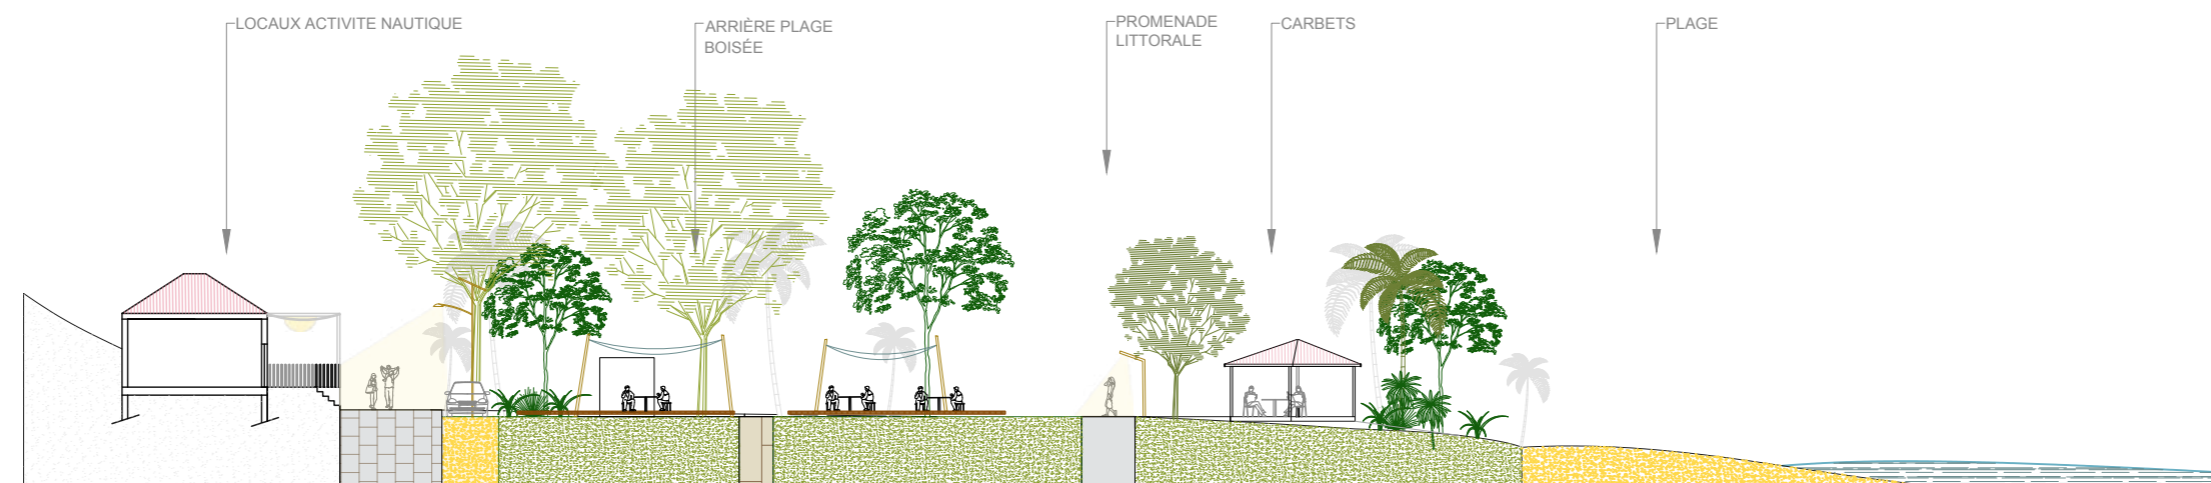 LOCAUX ACTIVITE NAUTIQUE
ARRIÈRE PLAGE
BOISÉE
PROMENADE
LITTORALE
CARBETS
PLAGE